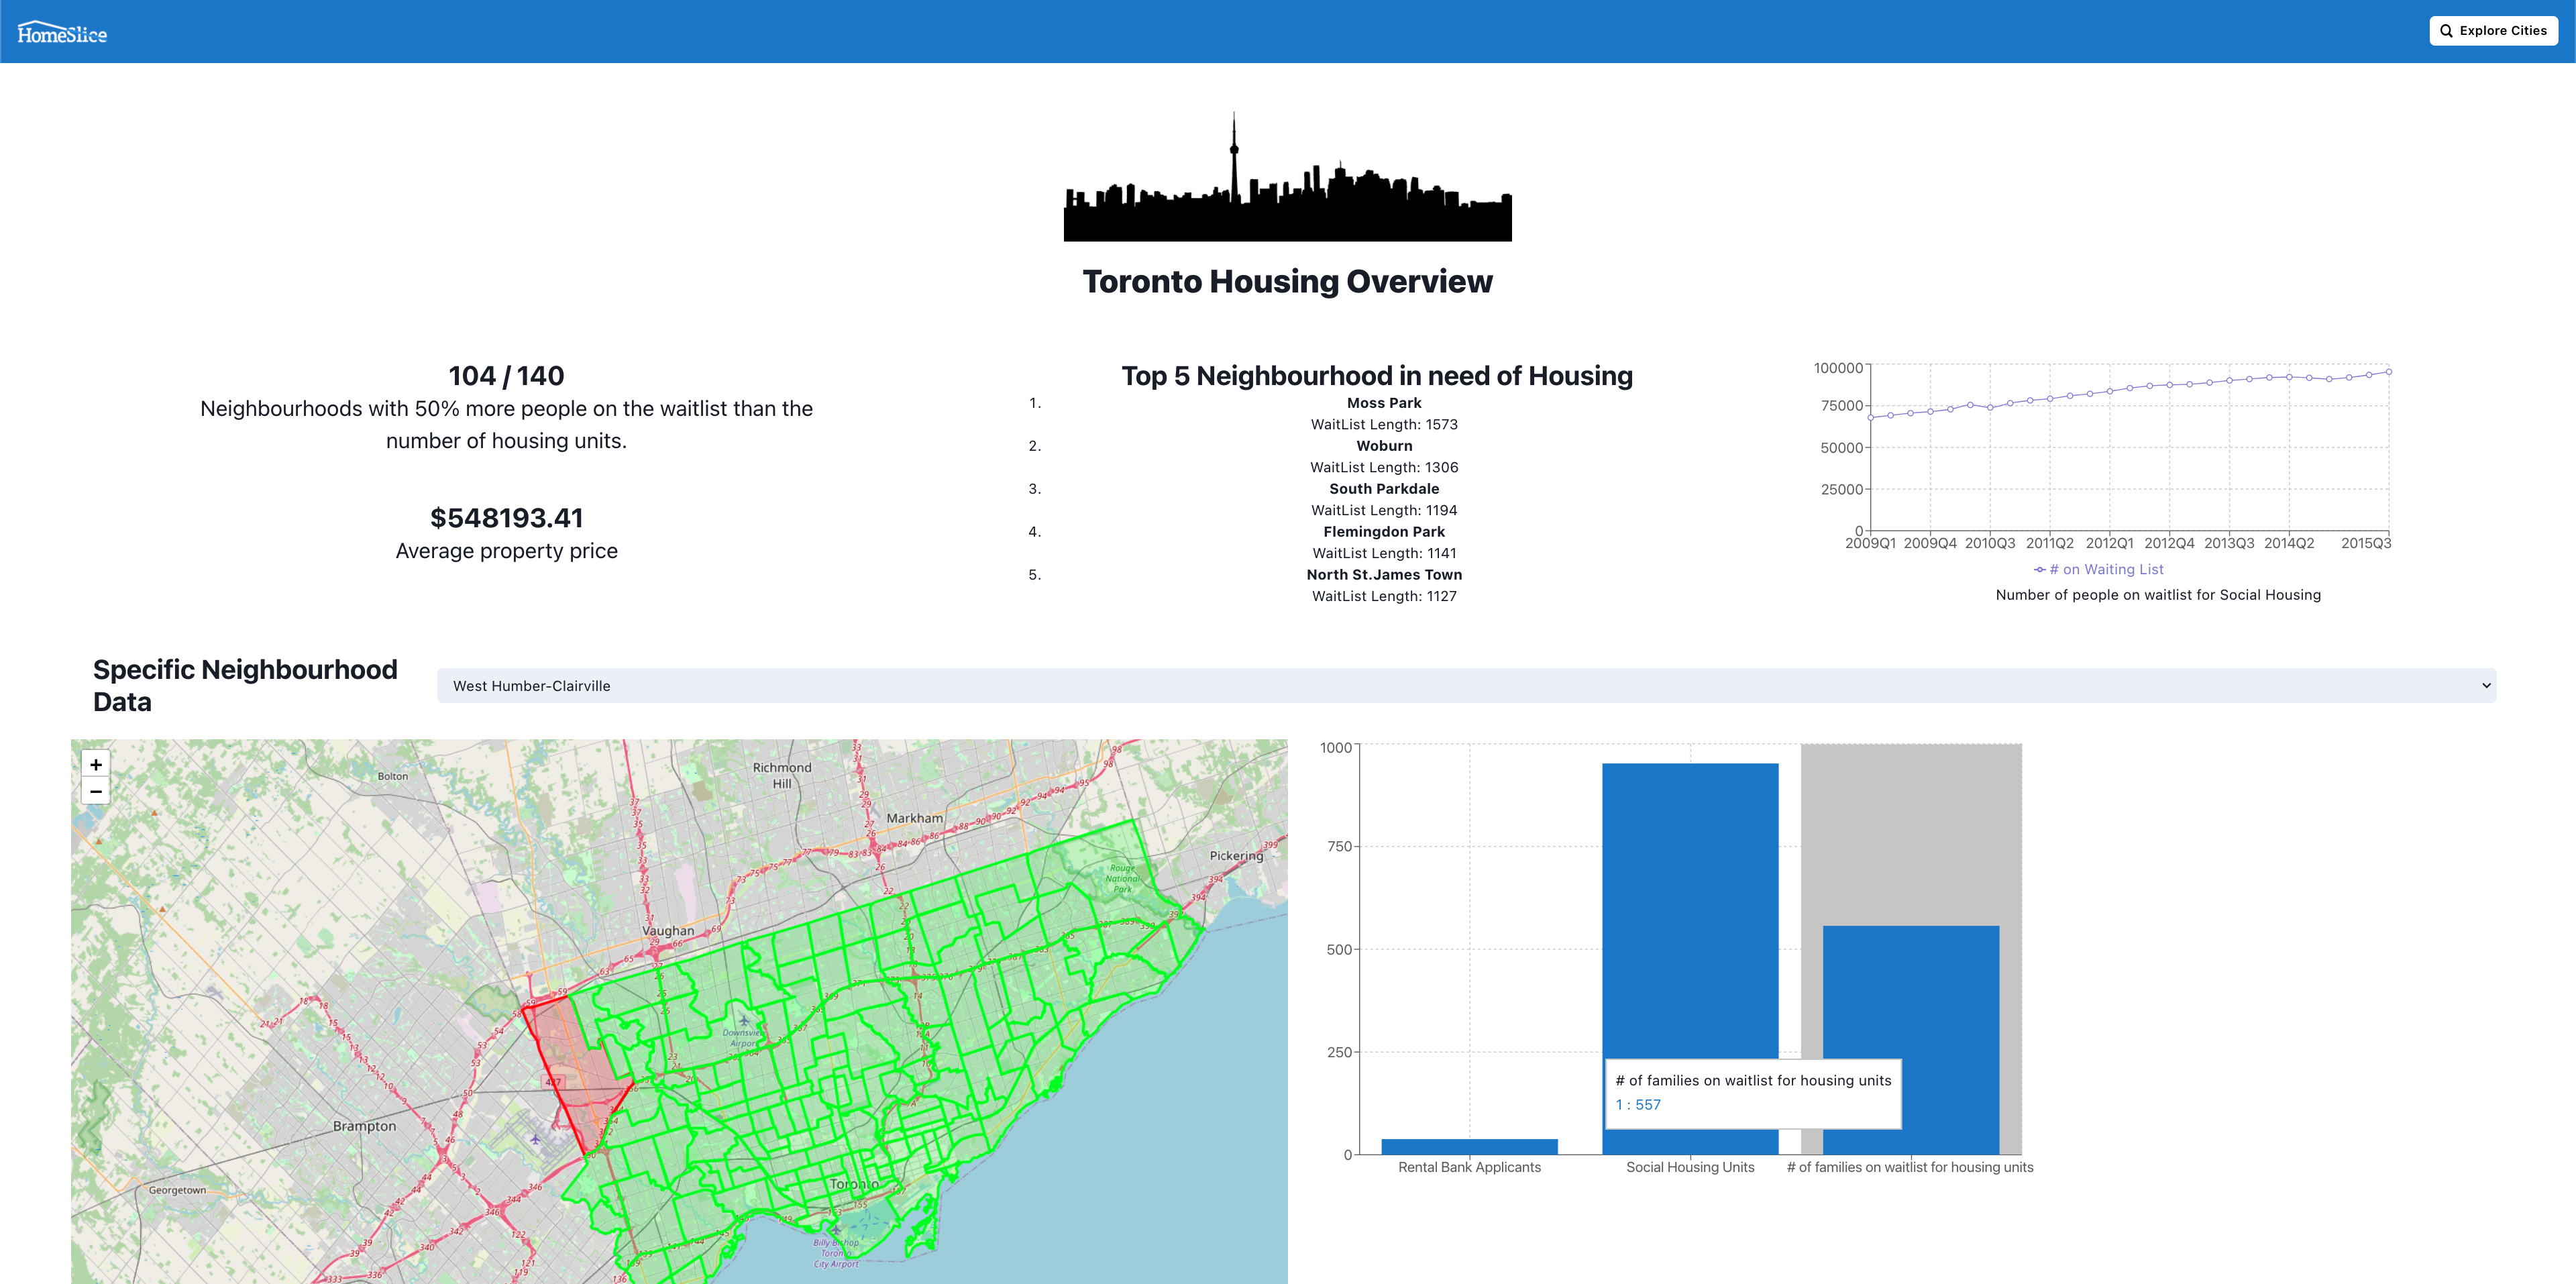 HomeSlice
Explore Cities
Toronto Housing Overview
104 / 140
Neighbourhoods with 50% more people on the waitlist than the
number of housing units.
$548193.41
Average property price
Top 5 Neighbourhood in need of Housing
1.
Moss Park
WaitList Length: 1573
2.
Woburn
WaitList Length: 1306
3.
South Parkdale
WaitList Length: 1194
4.
Flemingdon Park
WaitList Length: 1141
5.
North St.James Town
WaitList Length: 1127
100000
75000
50000
25000
0
2009Q1 2009Q4 2010Q3 2011Q2 2012Q1 2012Q4 2013Q3 2014Q2 2015Q3
# on Waiting List
Number of people on waitlist for Social Housing
Specific Neighbourhood
Data
West Humber-Clairville
+
−
Bolton
Richmond
Hill
Markham
Pickering
Rouge
National
Park
Vaughan
Downsview
Airport
Brampton
Georgetown
Toronto
Billy Bishop
Toronto
City Airport
1000
750
500
250
0
# of families on waitlist for housing units
1 : 557
Rental Bank Applicants
Social Housing Units
# of families on waitlist for housing units